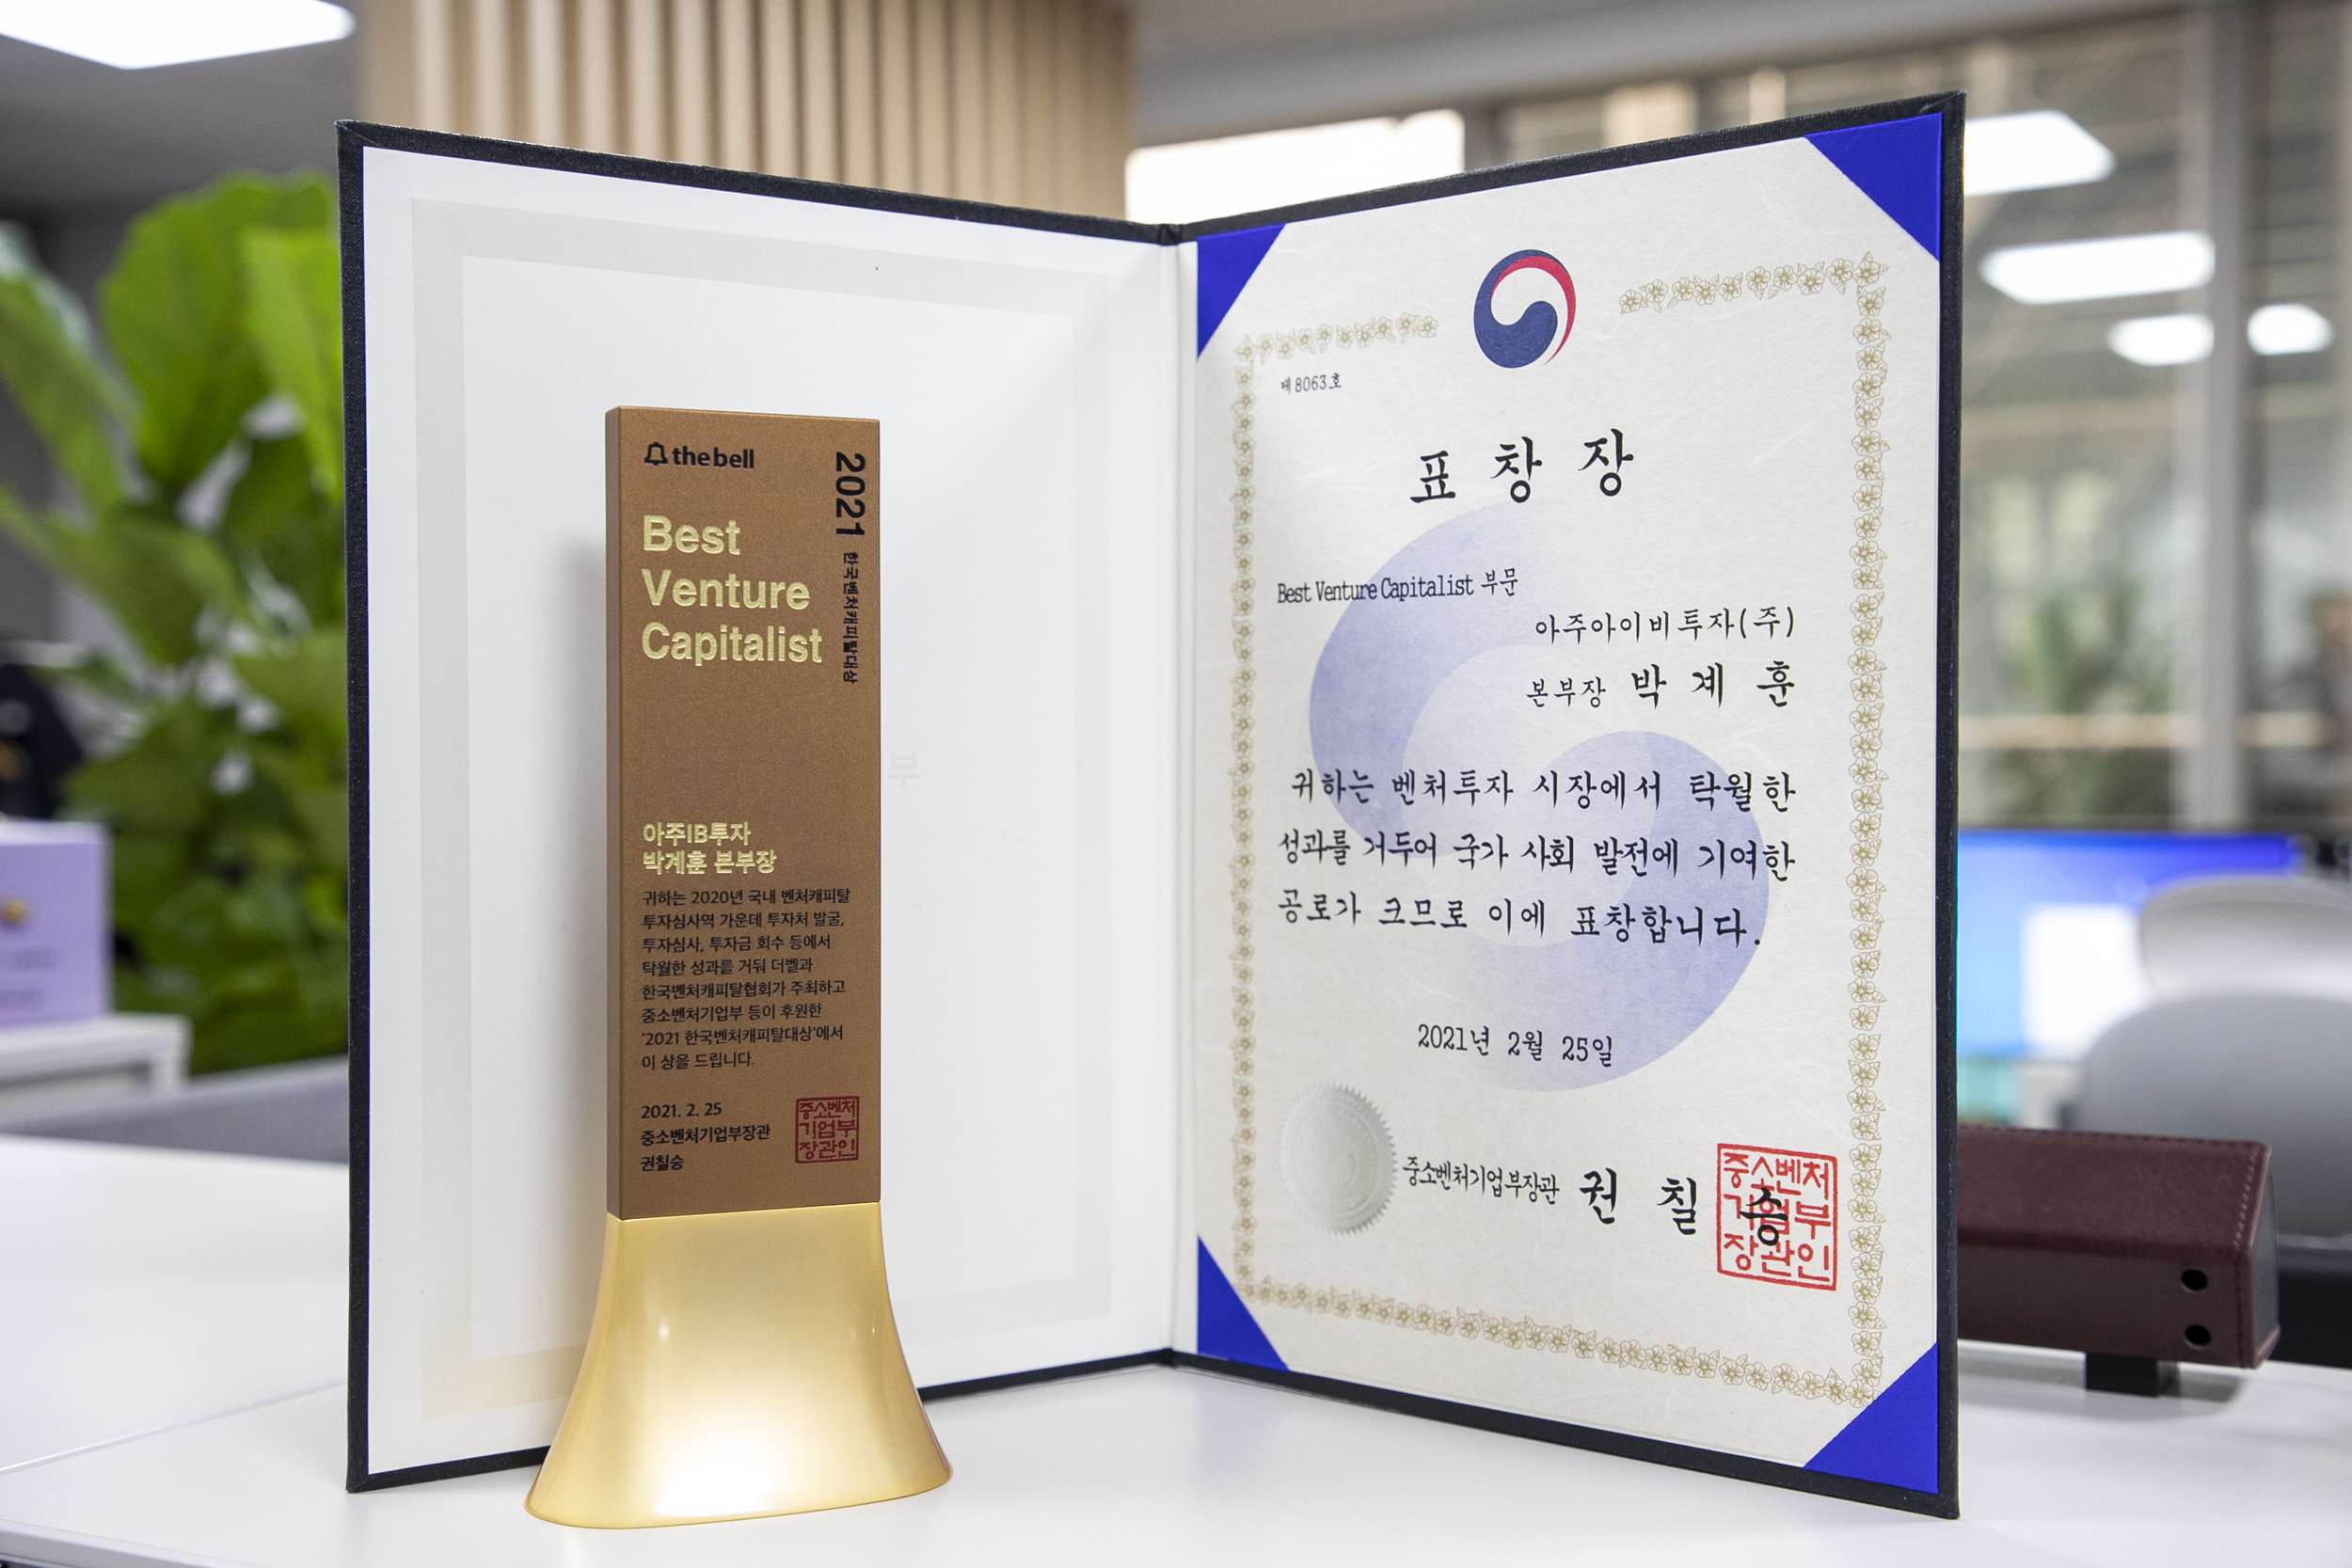 the bell
2021 한국벤처캐피탈대상
Best
Venture
Capitalist
아주IB투자
박계훈 본부장
귀하는 2020년 국내 벤처캐피탈
투자심사역 가운데 투자처 발굴,
투자심사, 투자금 회수 등에서
탁월한 성과를 거둬 더벨과
한국벤처캐피탈협회가 주최하고
중소벤처기업부 등이 후원한
'2021 한국벤처캐피탈대상'에서
이 상을 드립니다.
2021. 2. 25
중소벤처기업부장관
권칠승
중소벤처
기업부
장관인
부
제8063호
표창장
Best Venture Capitalist 부문
아주아이비투자(주)
본부장 박계훈
귀하는 벤처투자 시장에서 탁월한
성과를 거두어 국가 사회 발전에 기여한
공로가 크므로 이에 표창합니다.
2021년 2월 25일
중소벤처기업부장관 권칠승
중소벤처
기업부
장관인